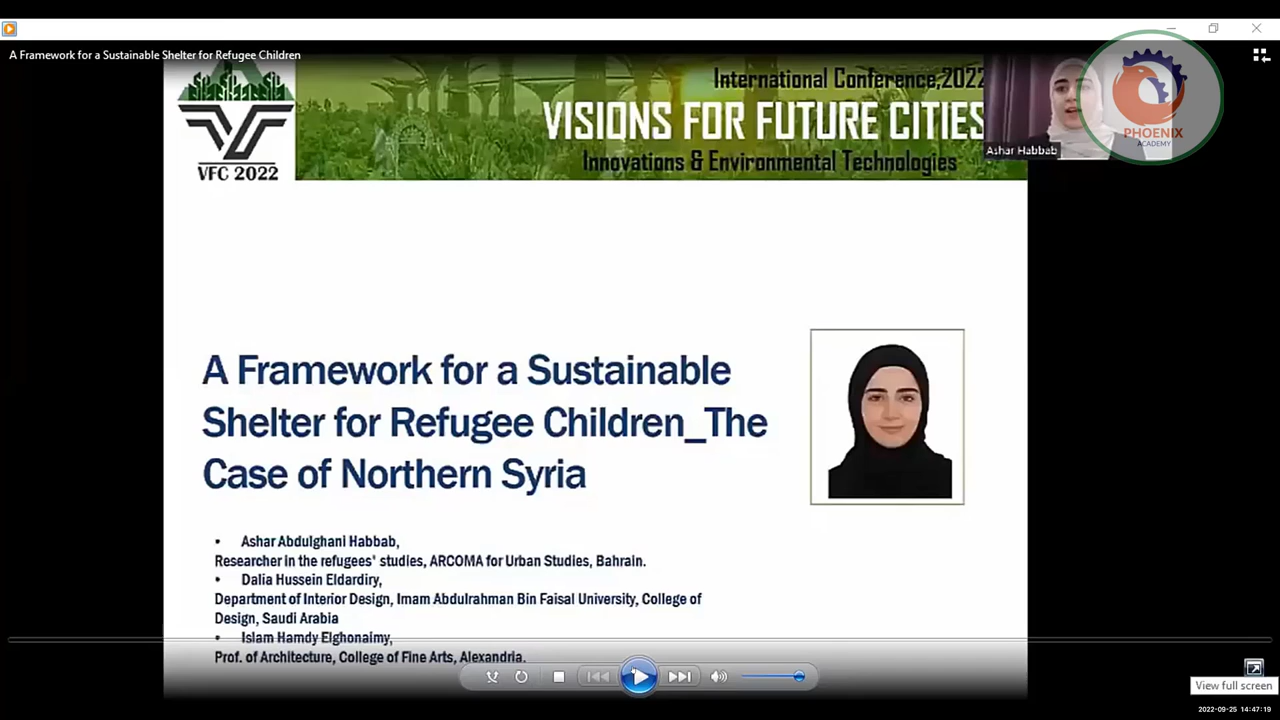 A Framework for a Sustainable Shelter for Refugee Children
International Conference,2022
VISIONS FOR FUTURE CITIES
Innovations & Environmental Technologies
VFC 2022
Ashar Habbab
PHOENIX
ACADEMY
A Framework for a Sustainable
Shelter for Refugee Children_The
Case of Northern Syria
• Ashar Abdulghani Habbab,
Researcher in the refugees' studies, ARCOMA for Urban Studies, Bahrain.
• Dalia Hussein Eldardiry,
Department of Interior Design, Imam Abdulrahman Bin Faisal University, College of
Design, Saudi Arabia
• Islam Hamdy Elghonaimy,
Prof. of Architecture, College of Fine Arts, Alexandria.
View full screen
2022-09-25 14:47:19